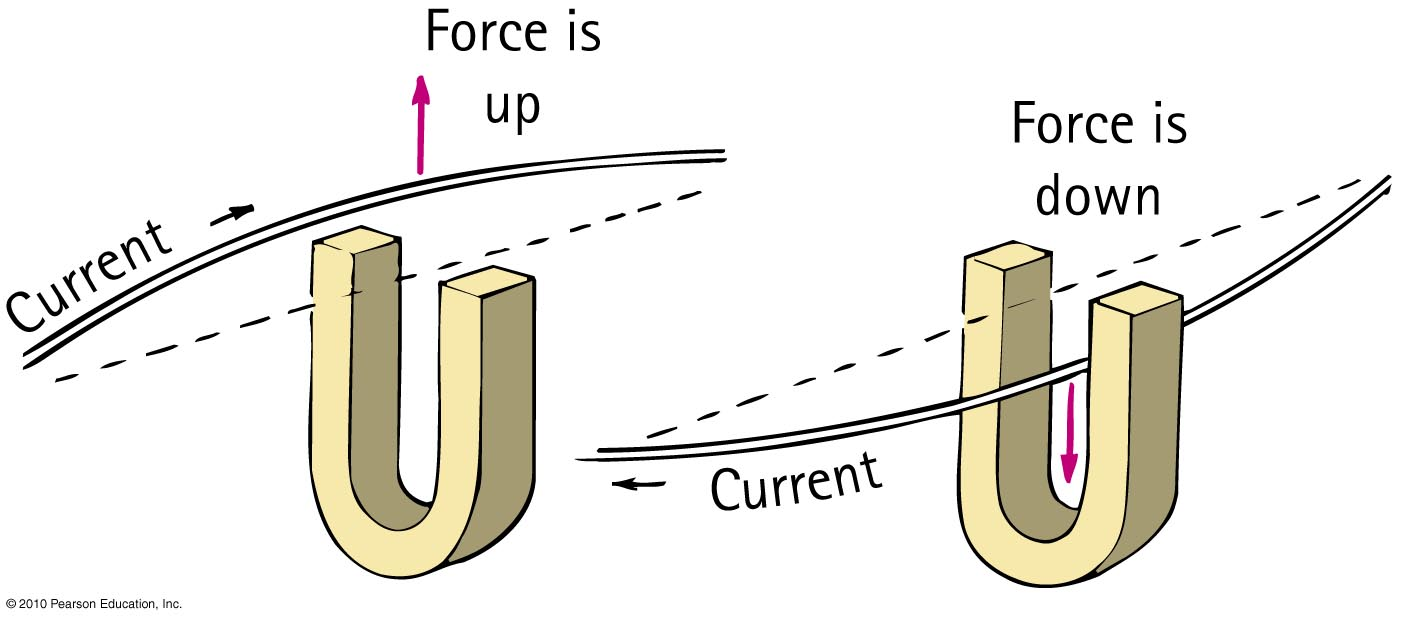 Force is
up
Current
Force is
down
Current
© 2010 Pearson Education, Inc.